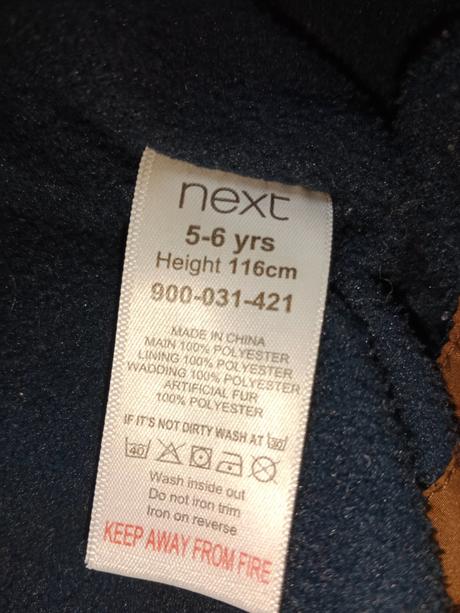 next
5-6 yrs
Height 116cm
900-031-421
MADE IN CHINA
MAIN 100% POLYESTER
LINING 100% POLYESTER
WADDING 100% POLYESTER
ARTIFICIAL FUR
100% POLYESTER
IF IT'S NOT DIRTY WASH AT 30
40
Wash inside out
Do not iron trim
Iron on reverse
KEEP AWAY FROM FIRE